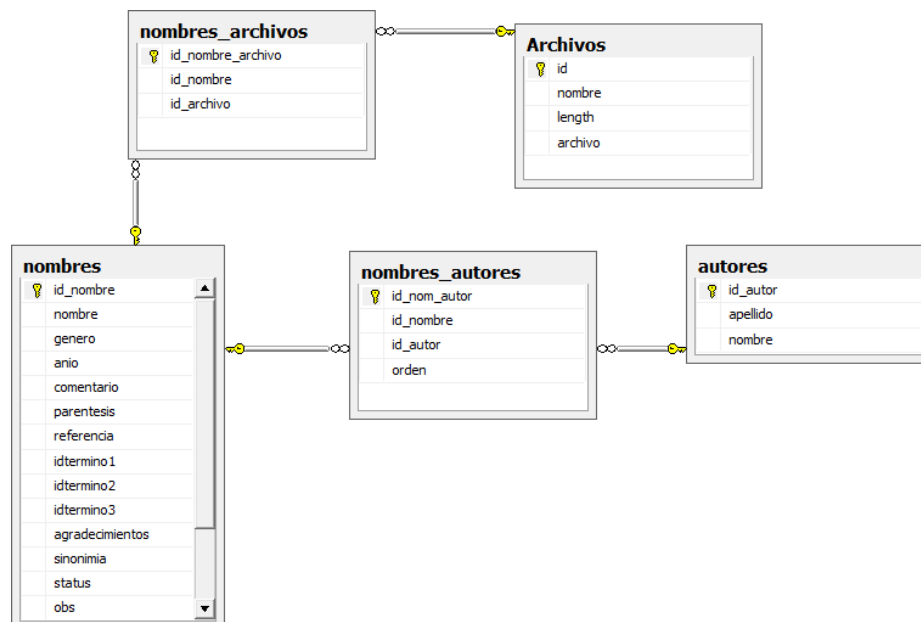 nombres_archivos
id_nombre_archivo
id_nombre
id_archivo
Archivos
id
nombre
length
archivo
nombres
id_nombre
nombre
genero
anio
comentario
parentesis
referencia
idtermino1
idtermino2
idtermino3
agradecimientos
sinonimia
status
obs
nombres_autores
id_nom_autor
id_nombre
id_autor
orden
autores
id_autor
apellido
nombre